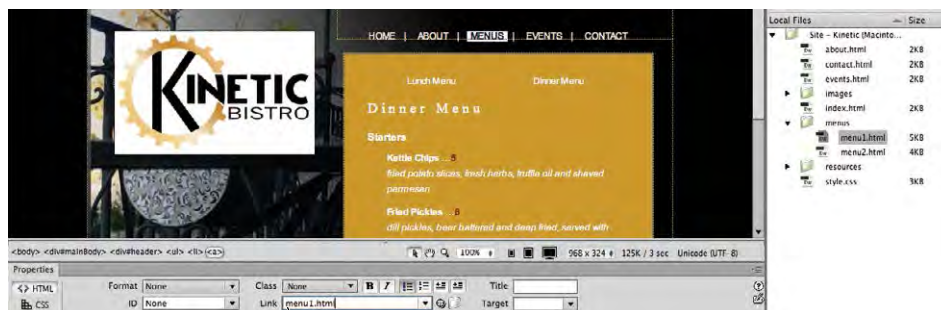 HOME | ABOUT | MENUS | EVENTS | CONTACT
KINETIC
BISTRO
Lunch Menu Dinner Menu
Dinner Menu
Starters
Kettle Chips ...8
fried potato slices, fresh herbs, truffle oil and shaved
parmesan
Fried Pickles ...8
dill pickles, beer battered and deep fried, served with
Local Files Size
Site - Kinetic (Macinto...
about.html 2KB
contact.html 2KB
events.html 2KB
images
index.html 2KB
menus
menu1.html 5KB
menu2.html 4KB
resources
style.css 3KB
<body> <div#mainBody> <div#header> <ul> <li> <a>
100% 968 x 324 125K / 3 sec Unicode (UTF-8)
Properties
<> HTML Format None Class None B I Title
CSS ID None Link menu1.html Target